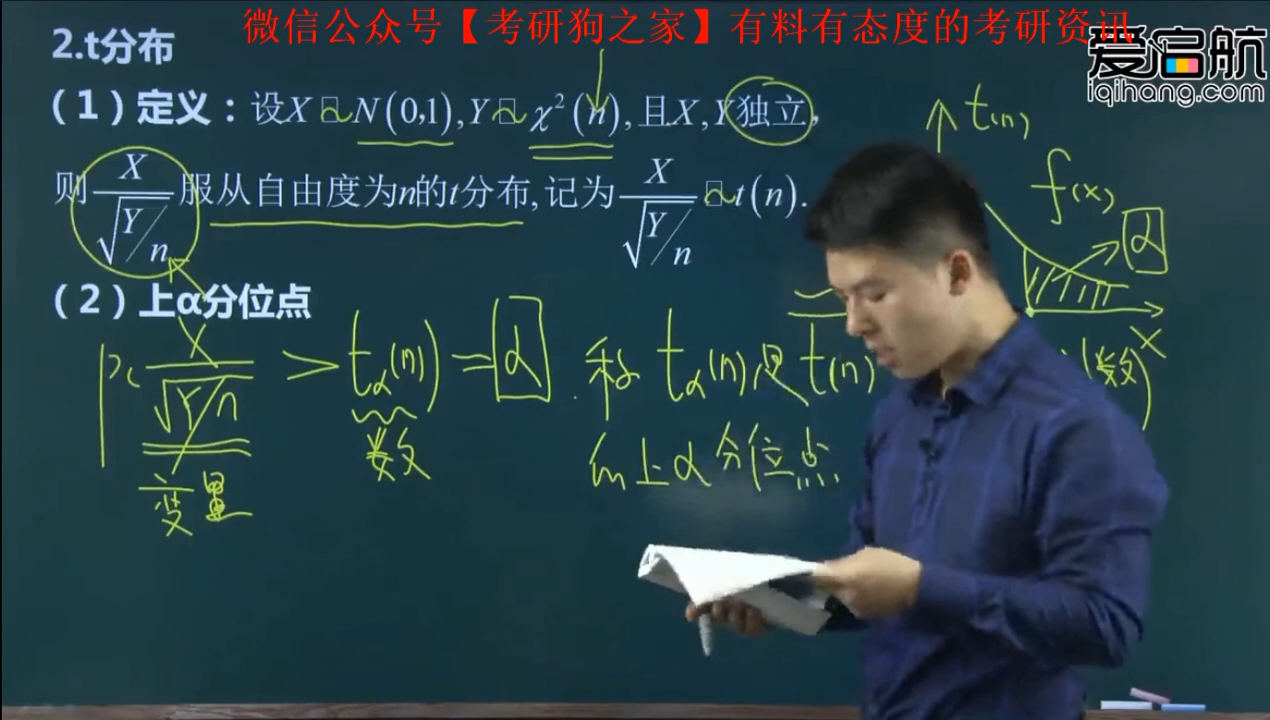 微信公众号【考研狗之家】有料有态度的考研资讯
爱启航
iqihang.com
2.t分布
（1）定义：设X~N(0,1),Y~χ²(n),且X,Y独立,
则 X/√(Y/n) 服从自由度为n的t分布,记为 X/√(Y/n) ~ t(n).
t(n)
f(x)
α
x
（2）上α分位点
P( X/√(Y/n) > tα(n) ) = α . 称 tα(n) 是 t(n)
(数)
变量
数
的上α分位点